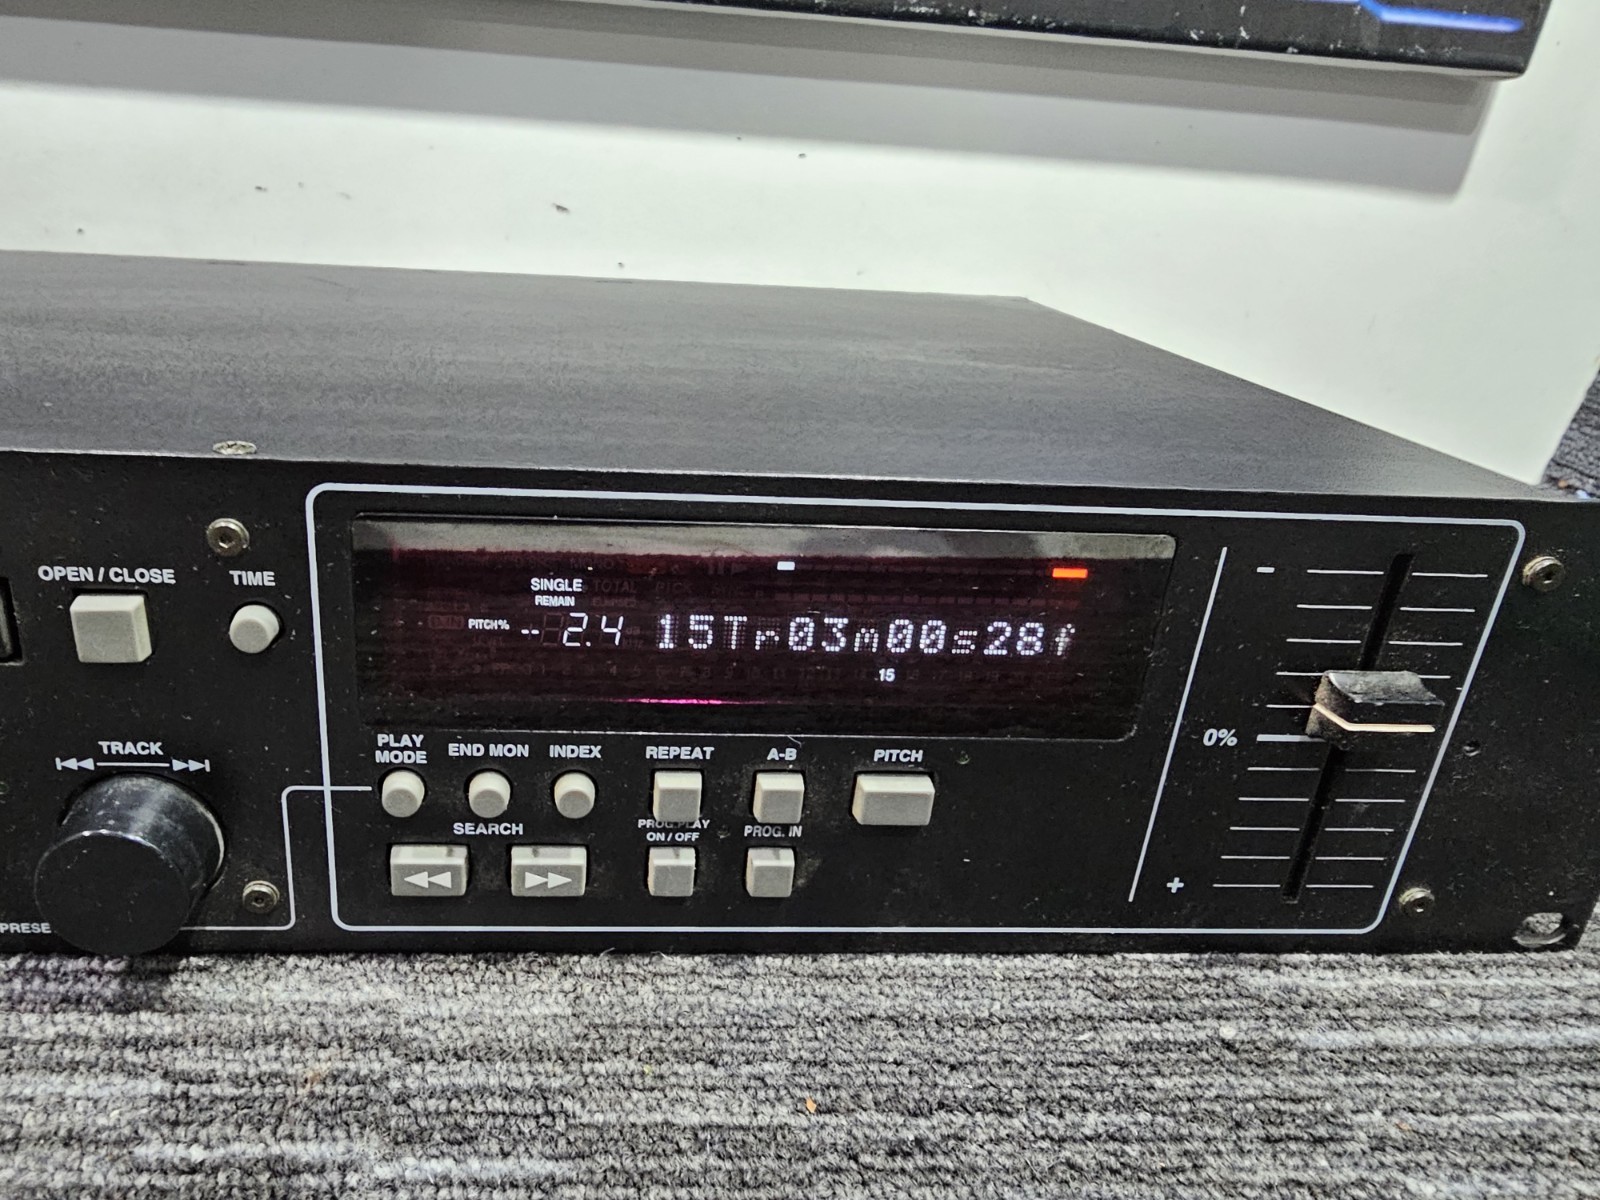 OPEN / CLOSE
TIME
SINGLE
REMAIN
PITCH% -2.4 15Tr03m00s28f
15
TRACK
PLAY MODE
END MON
INDEX
REPEAT
A-B
PITCH
SEARCH
PROG.PLAY
ON / OFF
PROG. IN
-
0%
+
PRESE